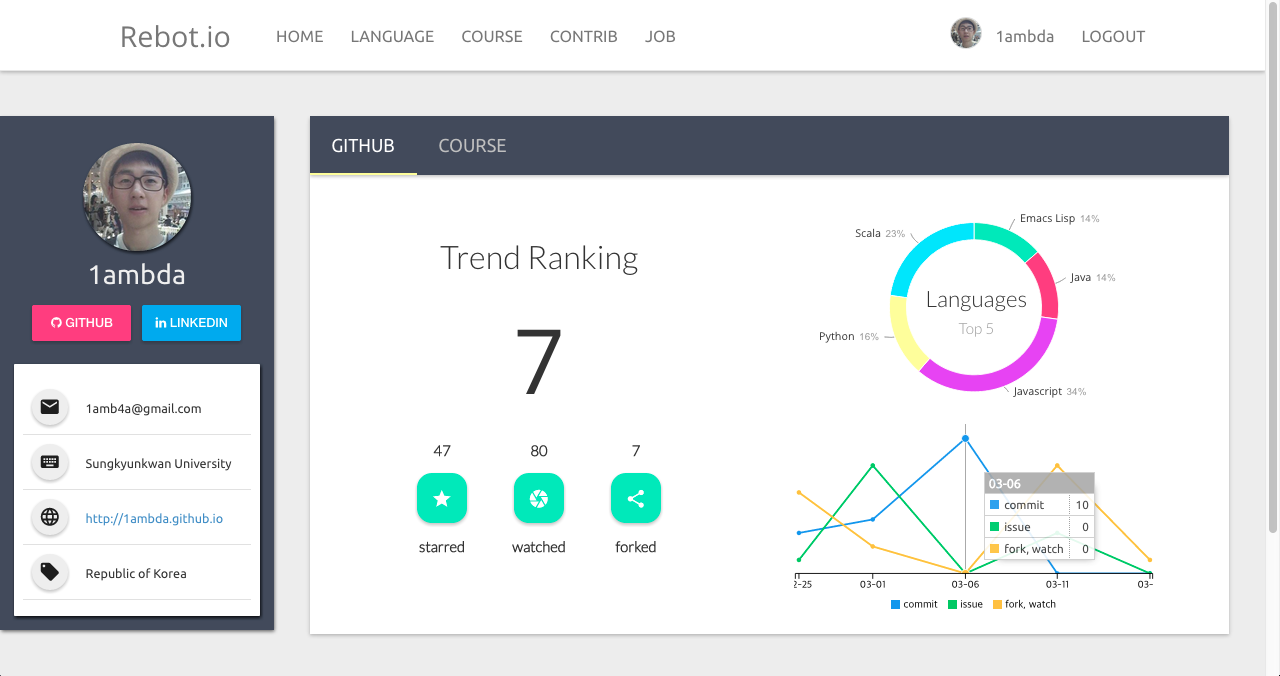 Rebot.io HOME LANGUAGE COURSE CONTRIB JOB 1ambda LOGOUT
1ambda
GITHUB LINKEDIN
1amb4a@gmail.com
Sungkyunkwan University
http://1ambda.github.io
Republic of Korea
GITHUB COURSE
Trend Ranking
7
47 80 7
starred watched forked
Emacs Lisp 14%
Scala 23%
Java 14%
Languages
Top 5
Python 16%
Javascript 34%
03-06
commit 10
issue 0
fork, watch 0
2-25 03-01 03-06 03-11 03-
commit issue fork, watch